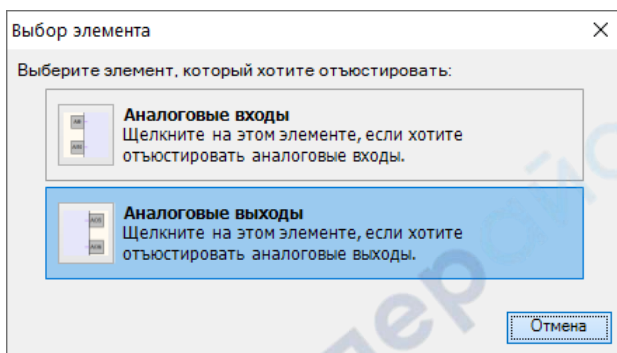 Выбор элемента
Выберите элемент, который хотите отъюстировать:
Аналоговые входы
Щелкните на этом элементе, если хотите
отъюстировать аналоговые входы.
Аналоговые выходы
Щелкните на этом элементе, если хотите
отъюстировать аналоговые выходы.
Отмена